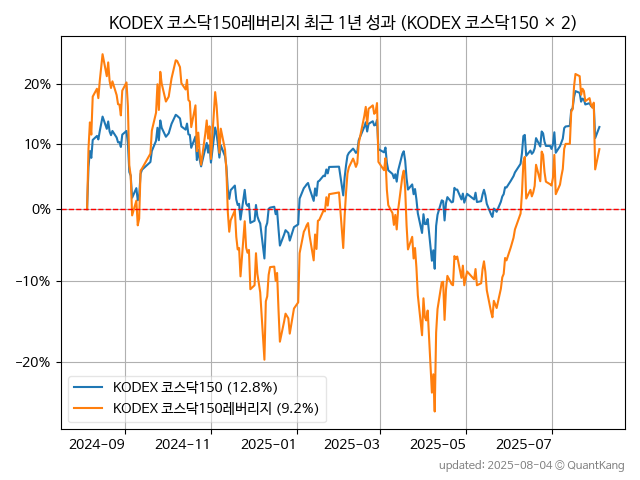 KODEX 코스닥150레버리지 최근 1년 성과 (KODEX 코스닥150 × 2)
20%
10%
0%
−10%
−20%
KODEX 코스닥150 (12.8%)
KODEX 코스닥150레버리지 (9.2%)
2024-09
2024-11
2025-01
2025-03
2025-05
2025-07
updated: 2025-08-04 © QuantKang